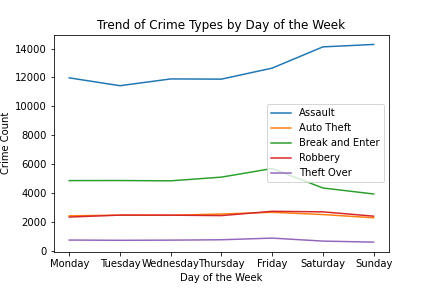 Trend of Crime Types by Day of the Week
Crime Count
14000
12000
10000
8000
6000
4000
2000
0
Assault
Auto Theft
Break and Enter
Robbery
Theft Over
Monday Tuesday Wednesday Thursday Friday Saturday Sunday
Day of the Week